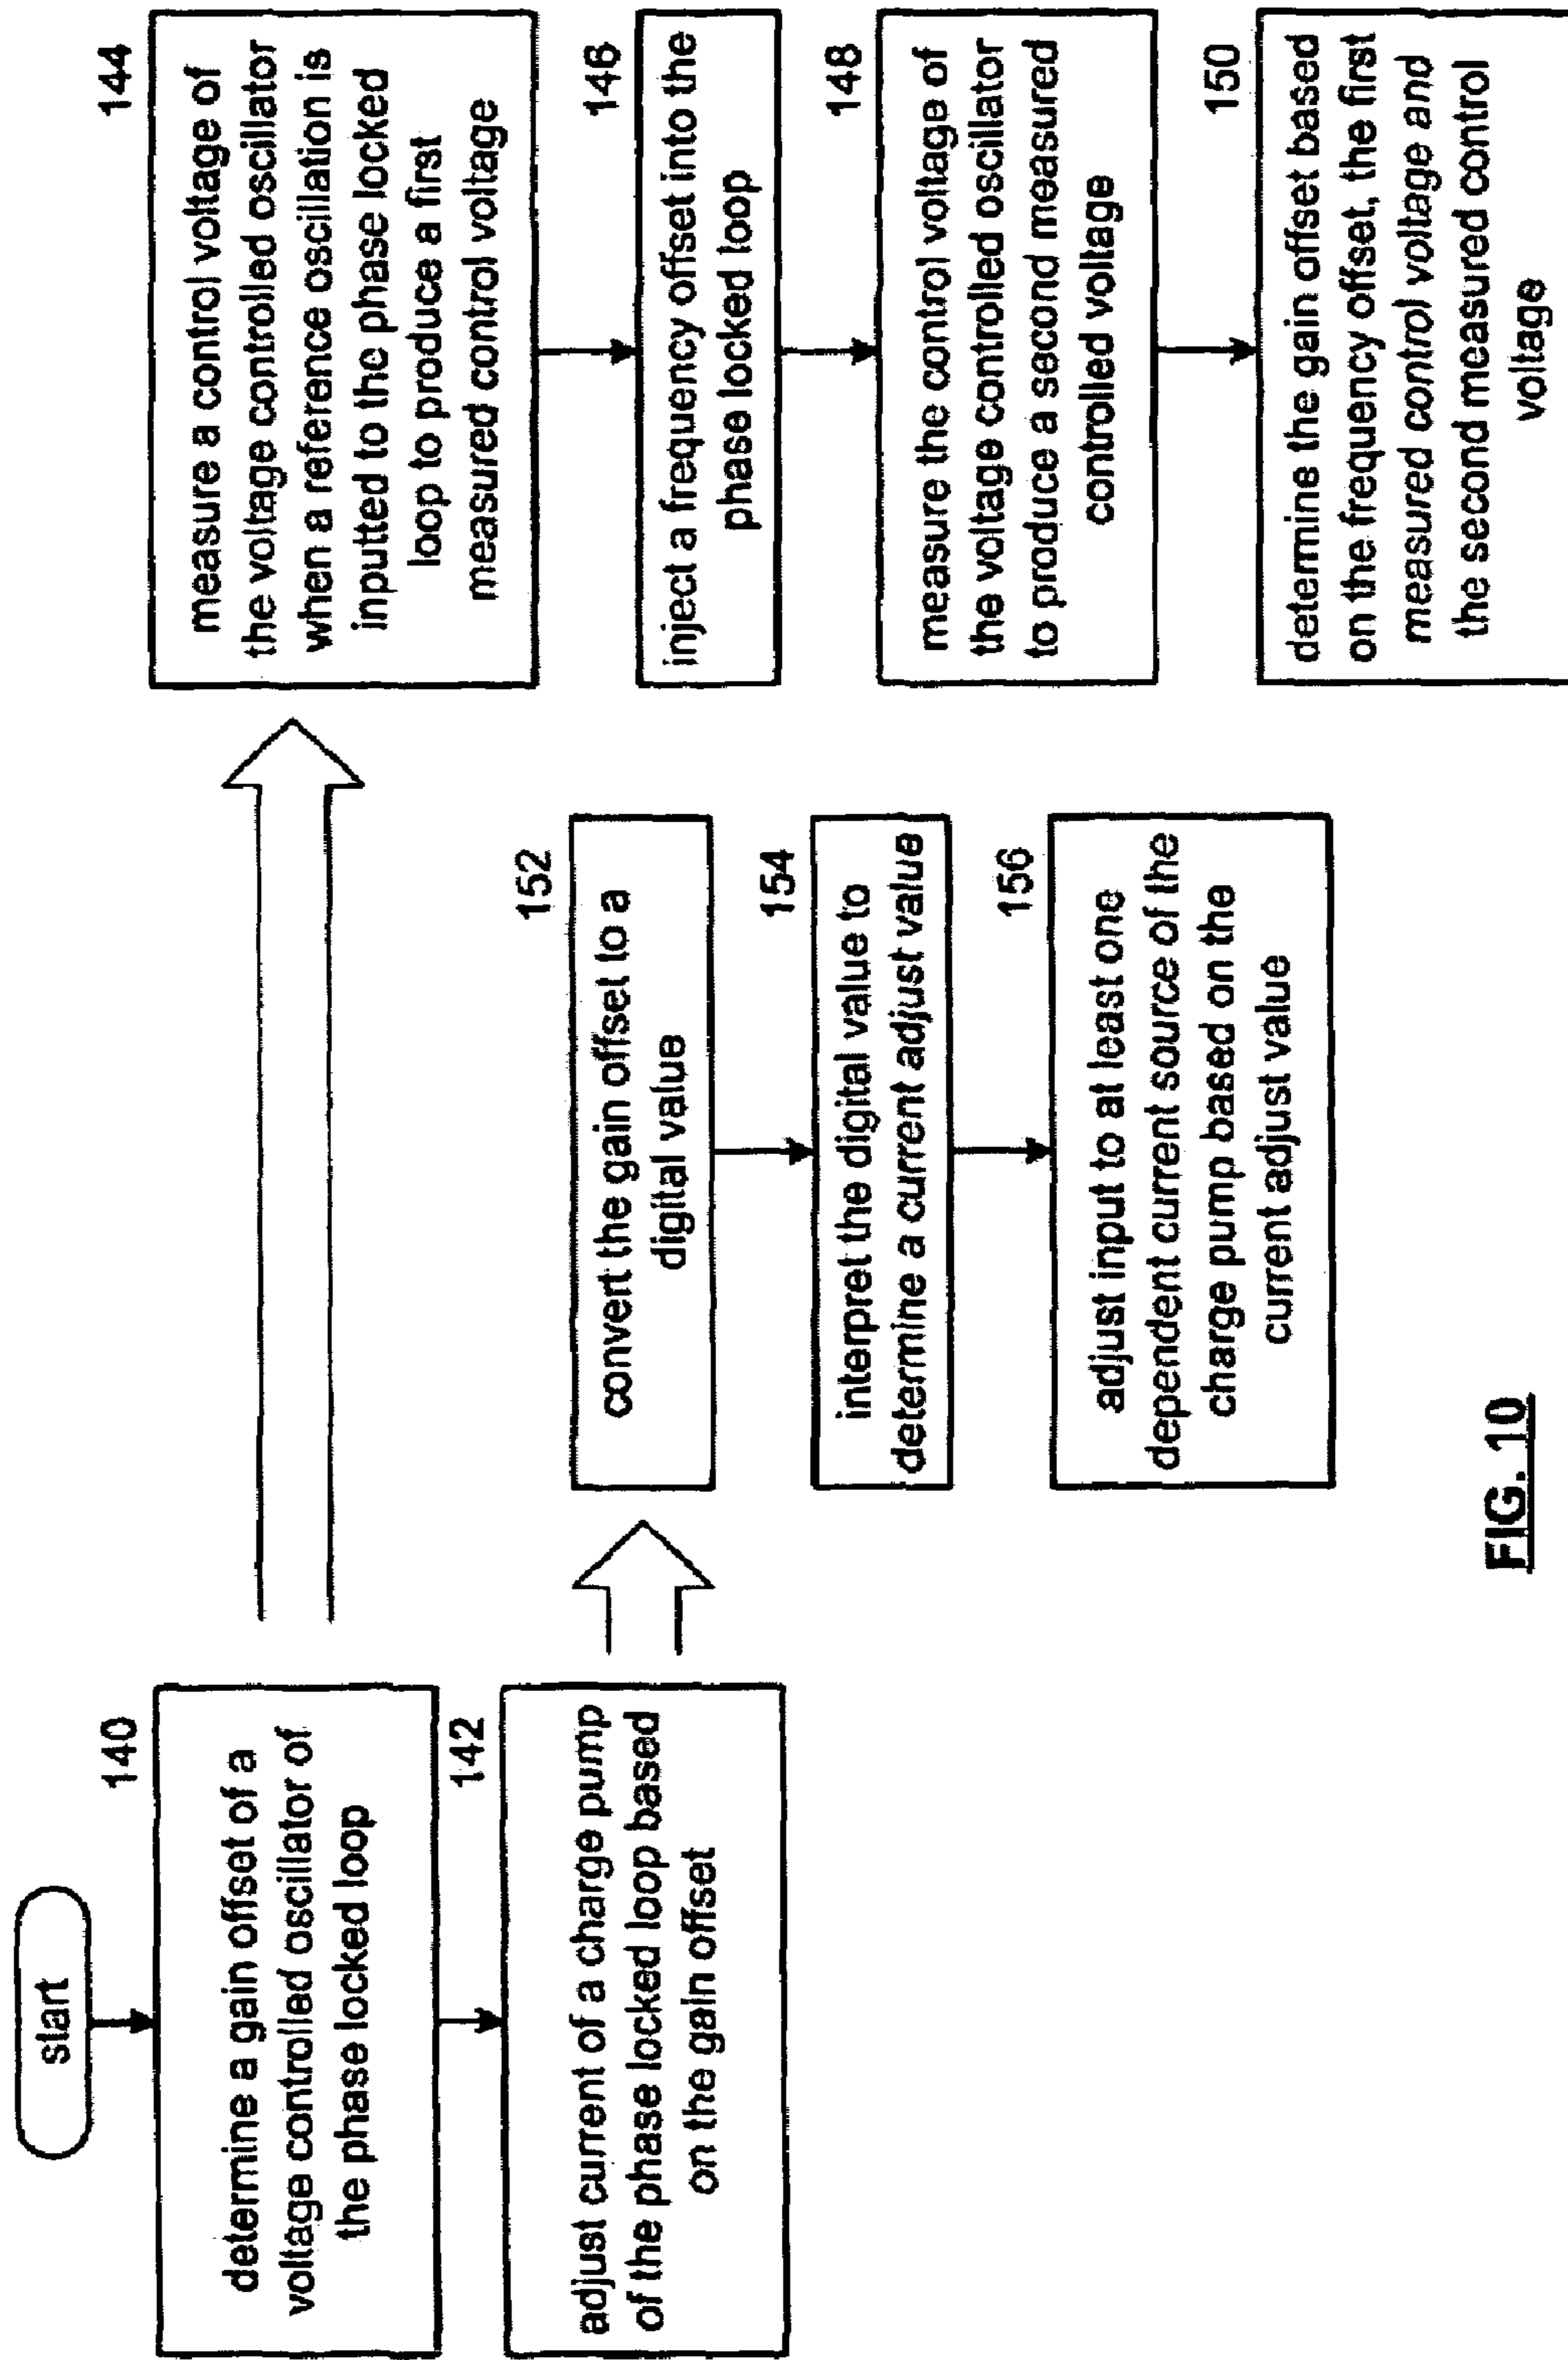 start
140
determine a gain offset of a
voltage controlled oscillator of
the phase locked loop
142
adjust current of a charge pump
of the phase locked loop based
on the gain offset
144
measure a control voltage of
the voltage controlled oscillator
when a reference oscillation is
inputted to the phase locked
loop to produce a first
measured control voltage
146
inject a frequency offset into the
phase locked loop
148
measure the control voltage of
the voltage controlled oscillator
to produce a second measured
controlled voltage
150
determine the gain offset based
on the frequency offset, the first
measured control voltage and
the second measured control
voltage
152
convert the gain offset to a
digital value
154
interpret the digital value to
determine a current adjust value
156
adjust input to at least one
dependent current source of the
charge pump based on the
current adjust value
FIG. 10